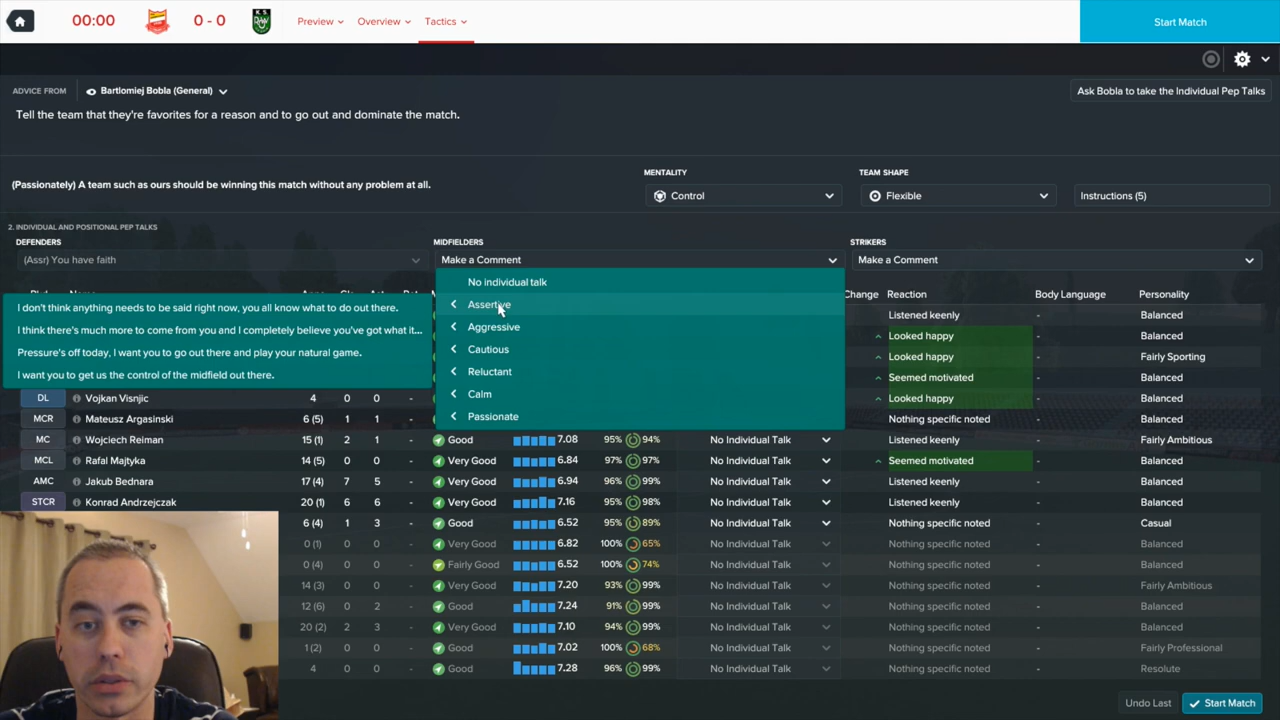 00:00 0 - 0 Preview Overview Tactics Start Match
K. S.
ADVICE FROM Bartlomiej Bobla (General) Ask Bobla to take the Individual Pep Talks
Tell the team that they're favorites for a reason and to go out and dominate the match.
MENTALITY TEAM SHAPE
(Passionately) A team such as ours should be winning this match without any problem at all. Control Flexible Instructions (5)
2. INDIVIDUAL AND POSITIONAL PEP TALKS
DEFENDERS MIDFIELDERS STRIKERS
(Assr) You have faith Make a Comment Make a Comment
No individual talk
Assertive
Aggressive
Cautious
Reluctant
Calm
Passionate
I don't think anything needs to be said right now, you all know what to do out there.
I think there's much more to come from you and I completely believe you've got what it...
Pressure's off today, I want you to go out there and play your natural game.
I want you to get us the control of the midfield out there.
Change Reaction Body Language Personality
Listened keenly - Balanced
Looked happy - Balanced
Looked happy - Fairly Sporting
Seemed motivated - Balanced
DL Vojkan Visnjic 4 0 0 - Looked happy - Balanced
MCR Mateusz Argasinski 6 (5) 1 1 - Nothing specific noted - Balanced
MC Wojciech Reiman 15 (1) 2 1 - Good 7.08 95% 94% No Individual Talk Listened keenly - Fairly Ambitious
MCL Rafal Majtyka 14 (5) 0 0 - Very Good 6.84 97% 97% No Individual Talk Seemed motivated - Balanced
AMC Jakub Bednara 17 (4) 7 5 - Very Good 6.94 96% 99% No Individual Talk Listened keenly - Balanced
STCR Konrad Andrzejczak 20 (1) 6 6 - Very Good 7.16 95% 98% No Individual Talk Listened keenly - Balanced
6 (4) 1 3 - Good 6.52 95% 89% No Individual Talk Nothing specific noted - Casual
0 (1) 0 0 - Very Good 6.82 100% 65% No Individual Talk Nothing specific noted - Balanced
0 (4) 0 0 - Fairly Good 6.52 100% 74% No Individual Talk Nothing specific noted - Balanced
14 (3) 0 0 - Very Good 7.20 93% 99% No Individual Talk Nothing specific noted - Fairly Ambitious
12 (6) 0 2 - Good 7.24 91% 99% No Individual Talk Nothing specific noted - Balanced
20 (2) 2 3 - Very Good 7.10 94% 99% No Individual Talk Nothing specific noted - Balanced
1 (2) 0 0 - Good 7.02 100% 68% No Individual Talk Nothing specific noted - Fairly Professional
4 0 0 - Good 7.28 96% 99% No Individual Talk Nothing specific noted - Resolute
Undo Last Start Match